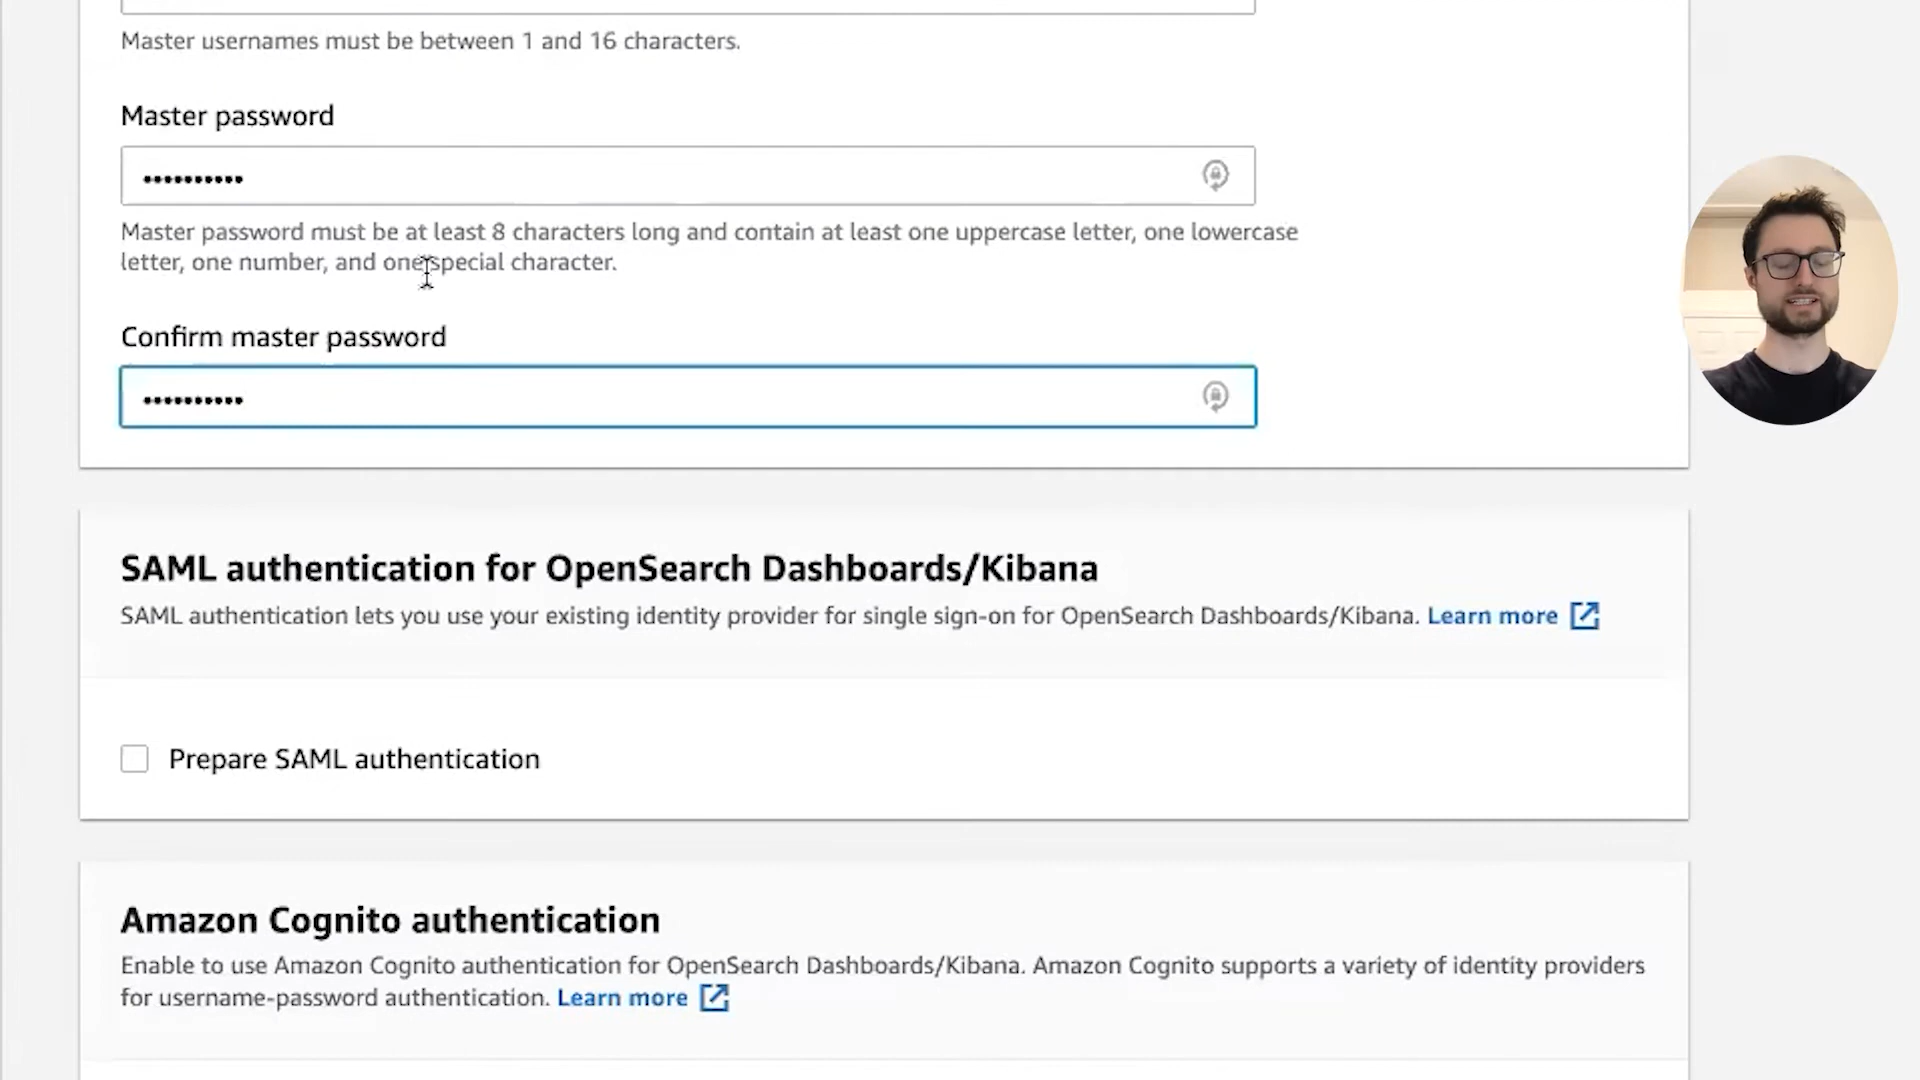 Master usernames must be between 1 and 16 characters.
Master password
••••••••••
Master password must be at least 8 characters long and contain at least one uppercase letter, one lowercase
letter, one number, and one special character.
Confirm master password
••••••••••
SAML authentication for OpenSearch Dashboards/Kibana
SAML authentication lets you use your existing identity provider for single sign-on for OpenSearch Dashboards/Kibana. Learn more
Prepare SAML authentication
Amazon Cognito authentication
Enable to use Amazon Cognito authentication for OpenSearch Dashboards/Kibana. Amazon Cognito supports a variety of identity providers
for username-password authentication. Learn more